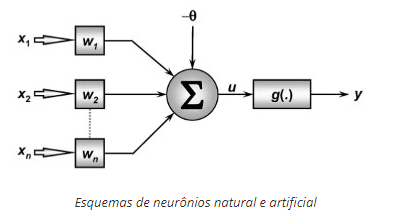 −θ
x1 w1
x2 w2 Σ u g(.) y
xn wn
Esquemas de neurônios natural e artificial